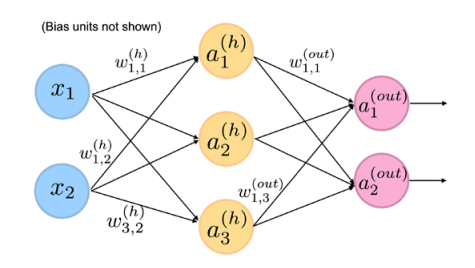 (Bias units not shown)
w_{1,1}^{(h)}
a_1^{(h)}
w_{1,1}^{(out)}
x_1
a_1^{(out)}
a_2^{(h)}
w_{1,2}^{(h)}
x_2
a_2^{(out)}
w_{1,3}^{(out)}
w_{3,2}^{(h)}
a_3^{(h)}